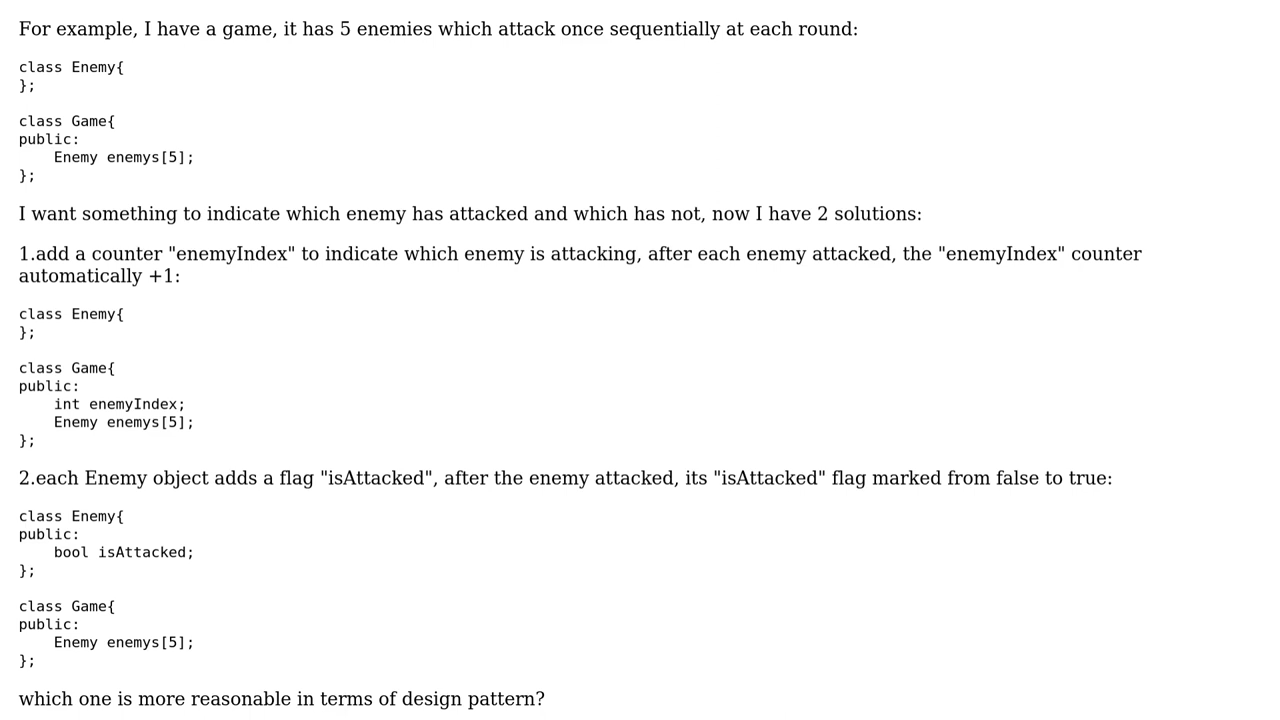 For example, I have a game, it has 5 enemies which attack once sequentially at each round:
class Enemy{
};
class Game{
public:
    Enemy enemys[5];
};
I want something to indicate which enemy has attacked and which has not, now I have 2 solutions:
1.add a counter "enemyIndex" to indicate which enemy is attacking, after each enemy attacked, the "enemyIndex" counter
automatically +1:
class Enemy{
};
class Game{
public:
    int enemyIndex;
    Enemy enemys[5];
};
2.each Enemy object adds a flag "isAttacked", after the enemy attacked, its "isAttacked" flag marked from false to true:
class Enemy{
public:
    bool isAttacked;
};
class Game{
public:
    Enemy enemys[5];
};
which one is more reasonable in terms of design pattern?